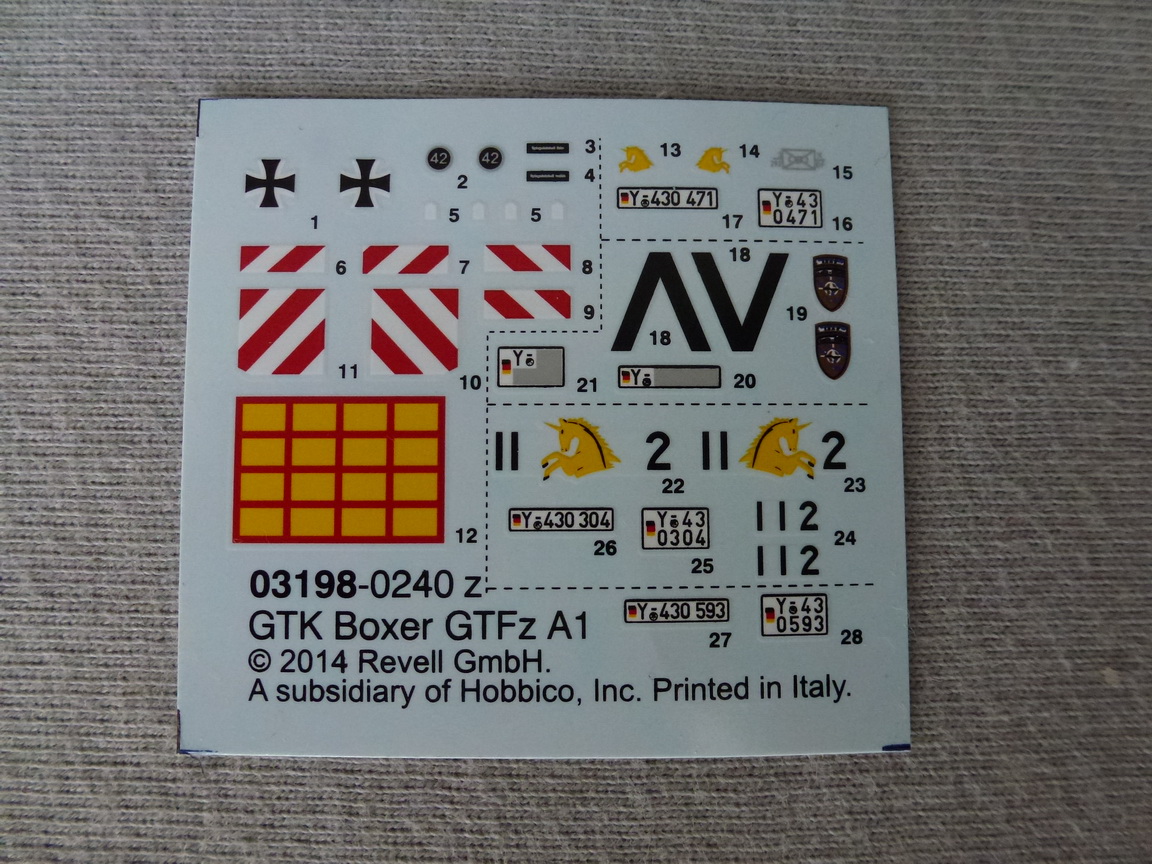 42 42 3
2 4
5 5
1
13 14 15
Y 430 471
17
Y 43
0471
16
6 7 8
9
11 10
18
18
19
Y
21
Y
20
12
II 2
22
II 2
23
Y 430 304
26
Y 43
0304
25
112
24
112
03198-0240 z
GTK Boxer GTFz A1
© 2014 Revell GmbH.
A subsidiary of Hobbico, Inc. Printed in Italy.
Y 430 593
27
Y 43
0593
28